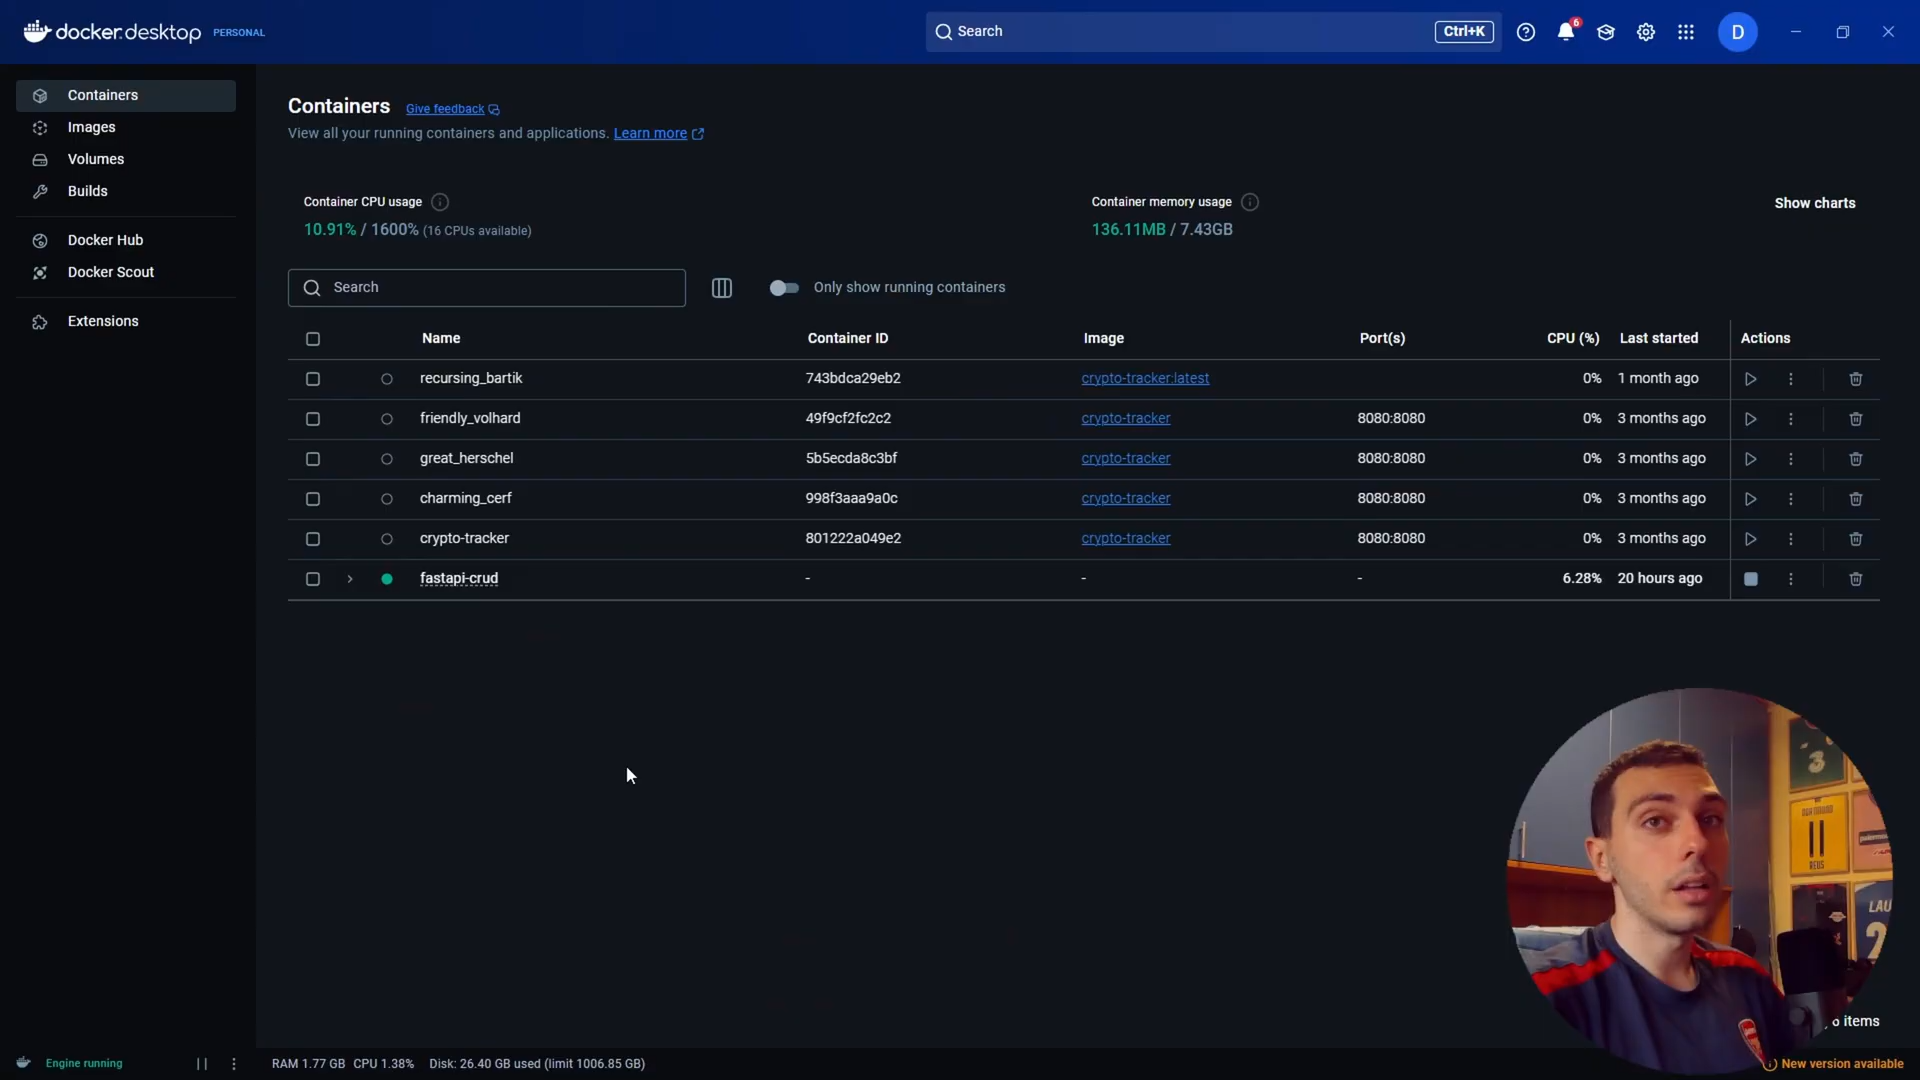 docker.desktop PERSONAL
Search Ctrl+K
6
D
Containers
Images
Volumes
Builds
Docker Hub
Docker Scout
Extensions
Containers Give feedback
View all your running containers and applications. Learn more
Container CPU usage
10.91% / 1600% (16 CPUs available)
Container memory usage
136.11MB / 7.43GB
Show charts
Search
Only show running containers
Name Container ID Image Port(s) CPU (%) Last started Actions
recursing_bartik 743bdca29eb2 crypto-tracker:latest 0% 1 month ago
friendly_volhard 49f9cf2fc2c2 crypto-tracker 8080:8080 0% 3 months ago
great_herschel 5b5ecda8c3bf crypto-tracker 8080:8080 0% 3 months ago
charming_cerf 998f3aaa9a0c crypto-tracker 8080:8080 0% 3 months ago
crypto-tracker 801222a049e2 crypto-tracker 8080:8080 0% 3 months ago
fastapi-crud - - - 6.28% 20 hours ago
3
11
REUS
LAU
2
items
Engine running
RAM 1.77 GB CPU 1.38% Disk: 26.40 GB used (limit 1006.85 GB)
New version available